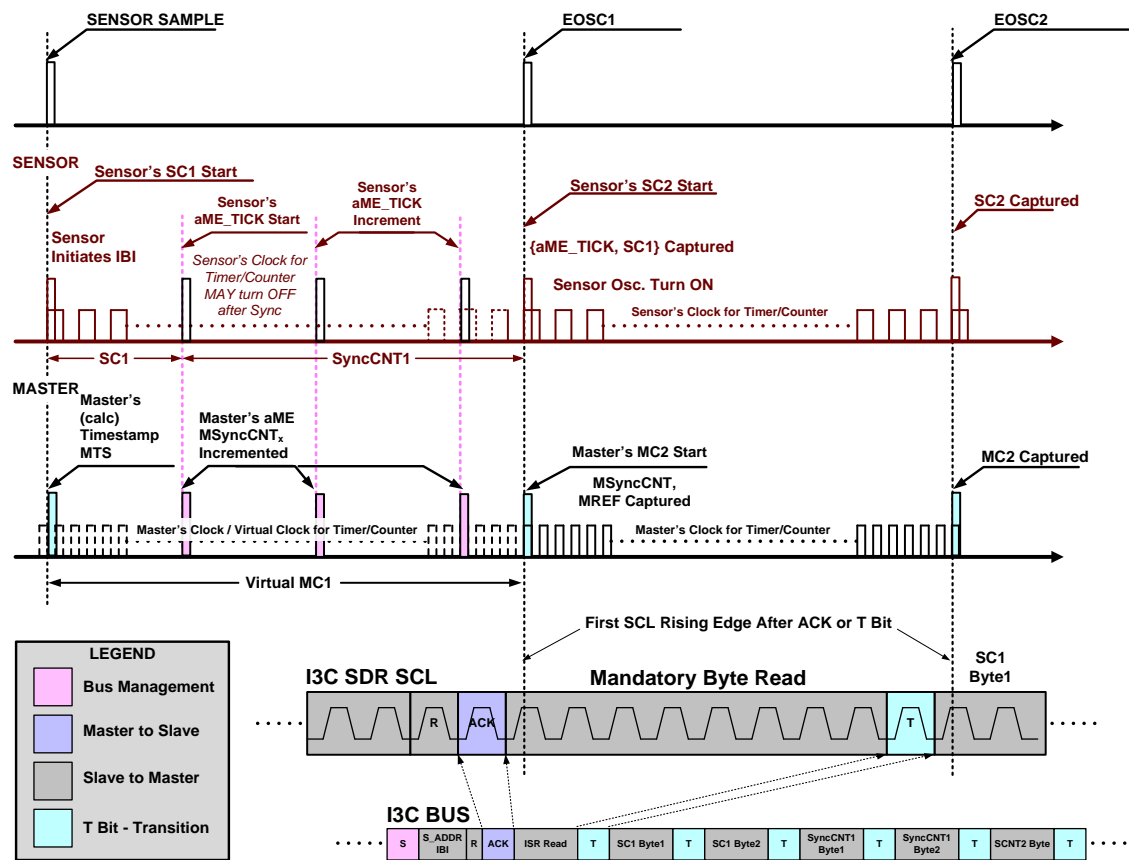 SENSOR SAMPLE
EOSC1
EOSC2
SENSOR
Sensor's SC1 Start
Sensor's
aME_TICK Start
Sensor's
aME_TICK
Increment
Sensor's SC2 Start
SC2 Captured
Sensor
Initiates IBI
Sensor's Clock for
Timer/Counter
MAY turn OFF
after Sync
{aME_TICK, SC1} Captured
Sensor Osc. Turn ON
Sensor's Clock for Timer/Counter
SC1
SyncCNT1
MASTER
Master's
(calc)
Timestamp
MTS
Master's aME
MSyncCNTx
Incremented
Master's MC2 Start
MSyncCNT,
MREF Captured
MC2 Captured
Master's Clock / Virtual Clock for Timer/Counter
Master's Clock for Timer/Counter
Virtual MC1
First SCL Rising Edge After ACK or T Bit
LEGEND
Bus Management
Master to Slave
Slave to Master
T Bit - Transition
I3C SDR SCL
Mandatory Byte Read
SC1
Byte1
R
ACK
T
I3C BUS
S
S_ADDR
IBI
R
ACK
ISR Read
T
SC1 Byte1
T
SC1 Byte2
T
SyncCNT1
Byte1
T
SyncCNT1
Byte2
T
SCNT2 Byte
T